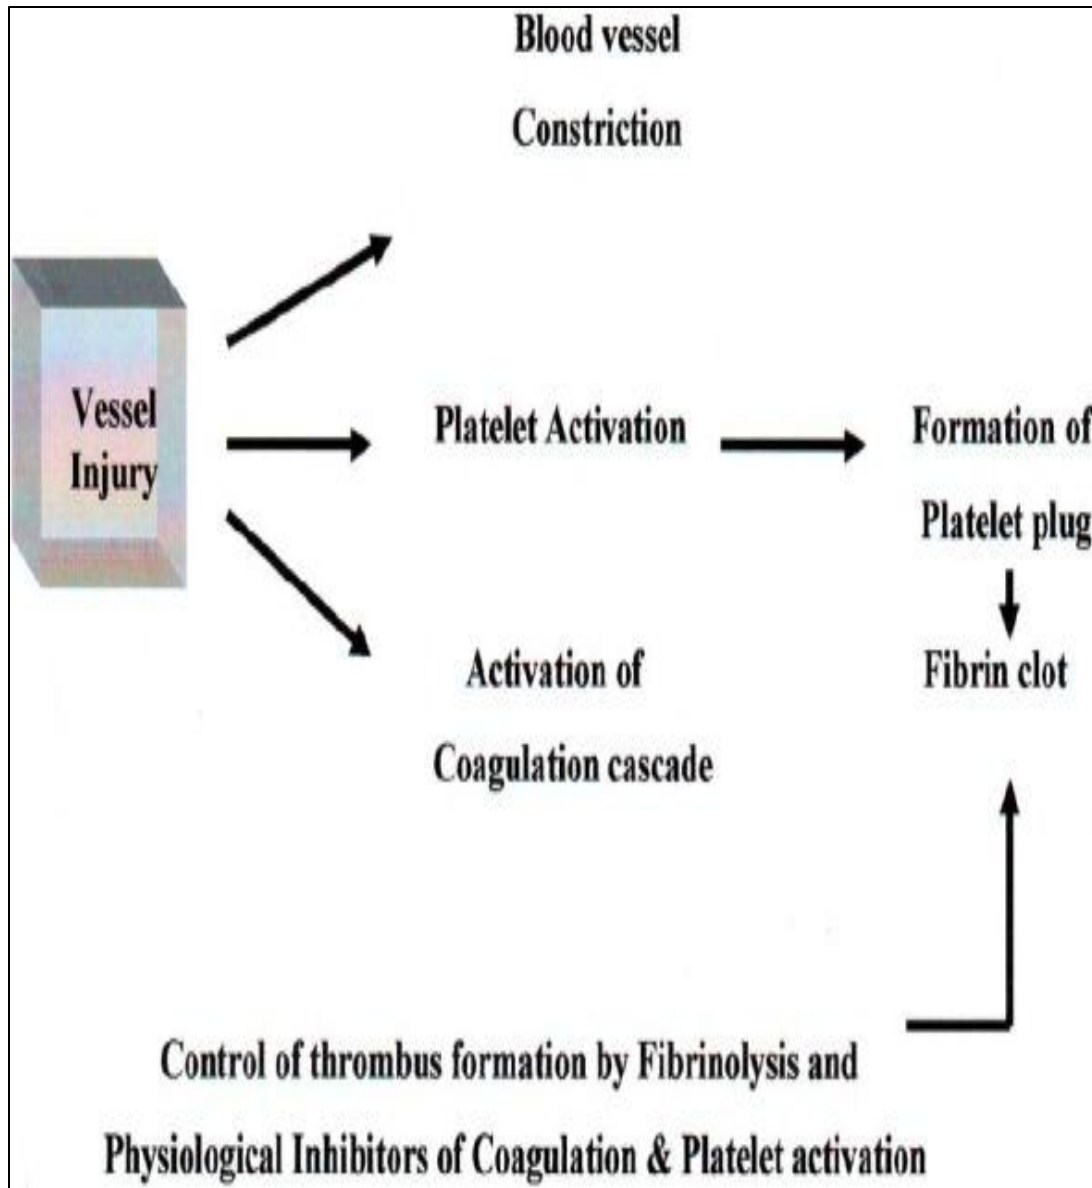 Blood vessel
Constriction
Vessel
Injury
Platelet Activation
Formation of
Platelet plug
Activation of
Coagulation cascade
Fibrin clot
Control of thrombus formation by Fibrinolysis and
Physiological Inhibitors of Coagulation & Platelet activation